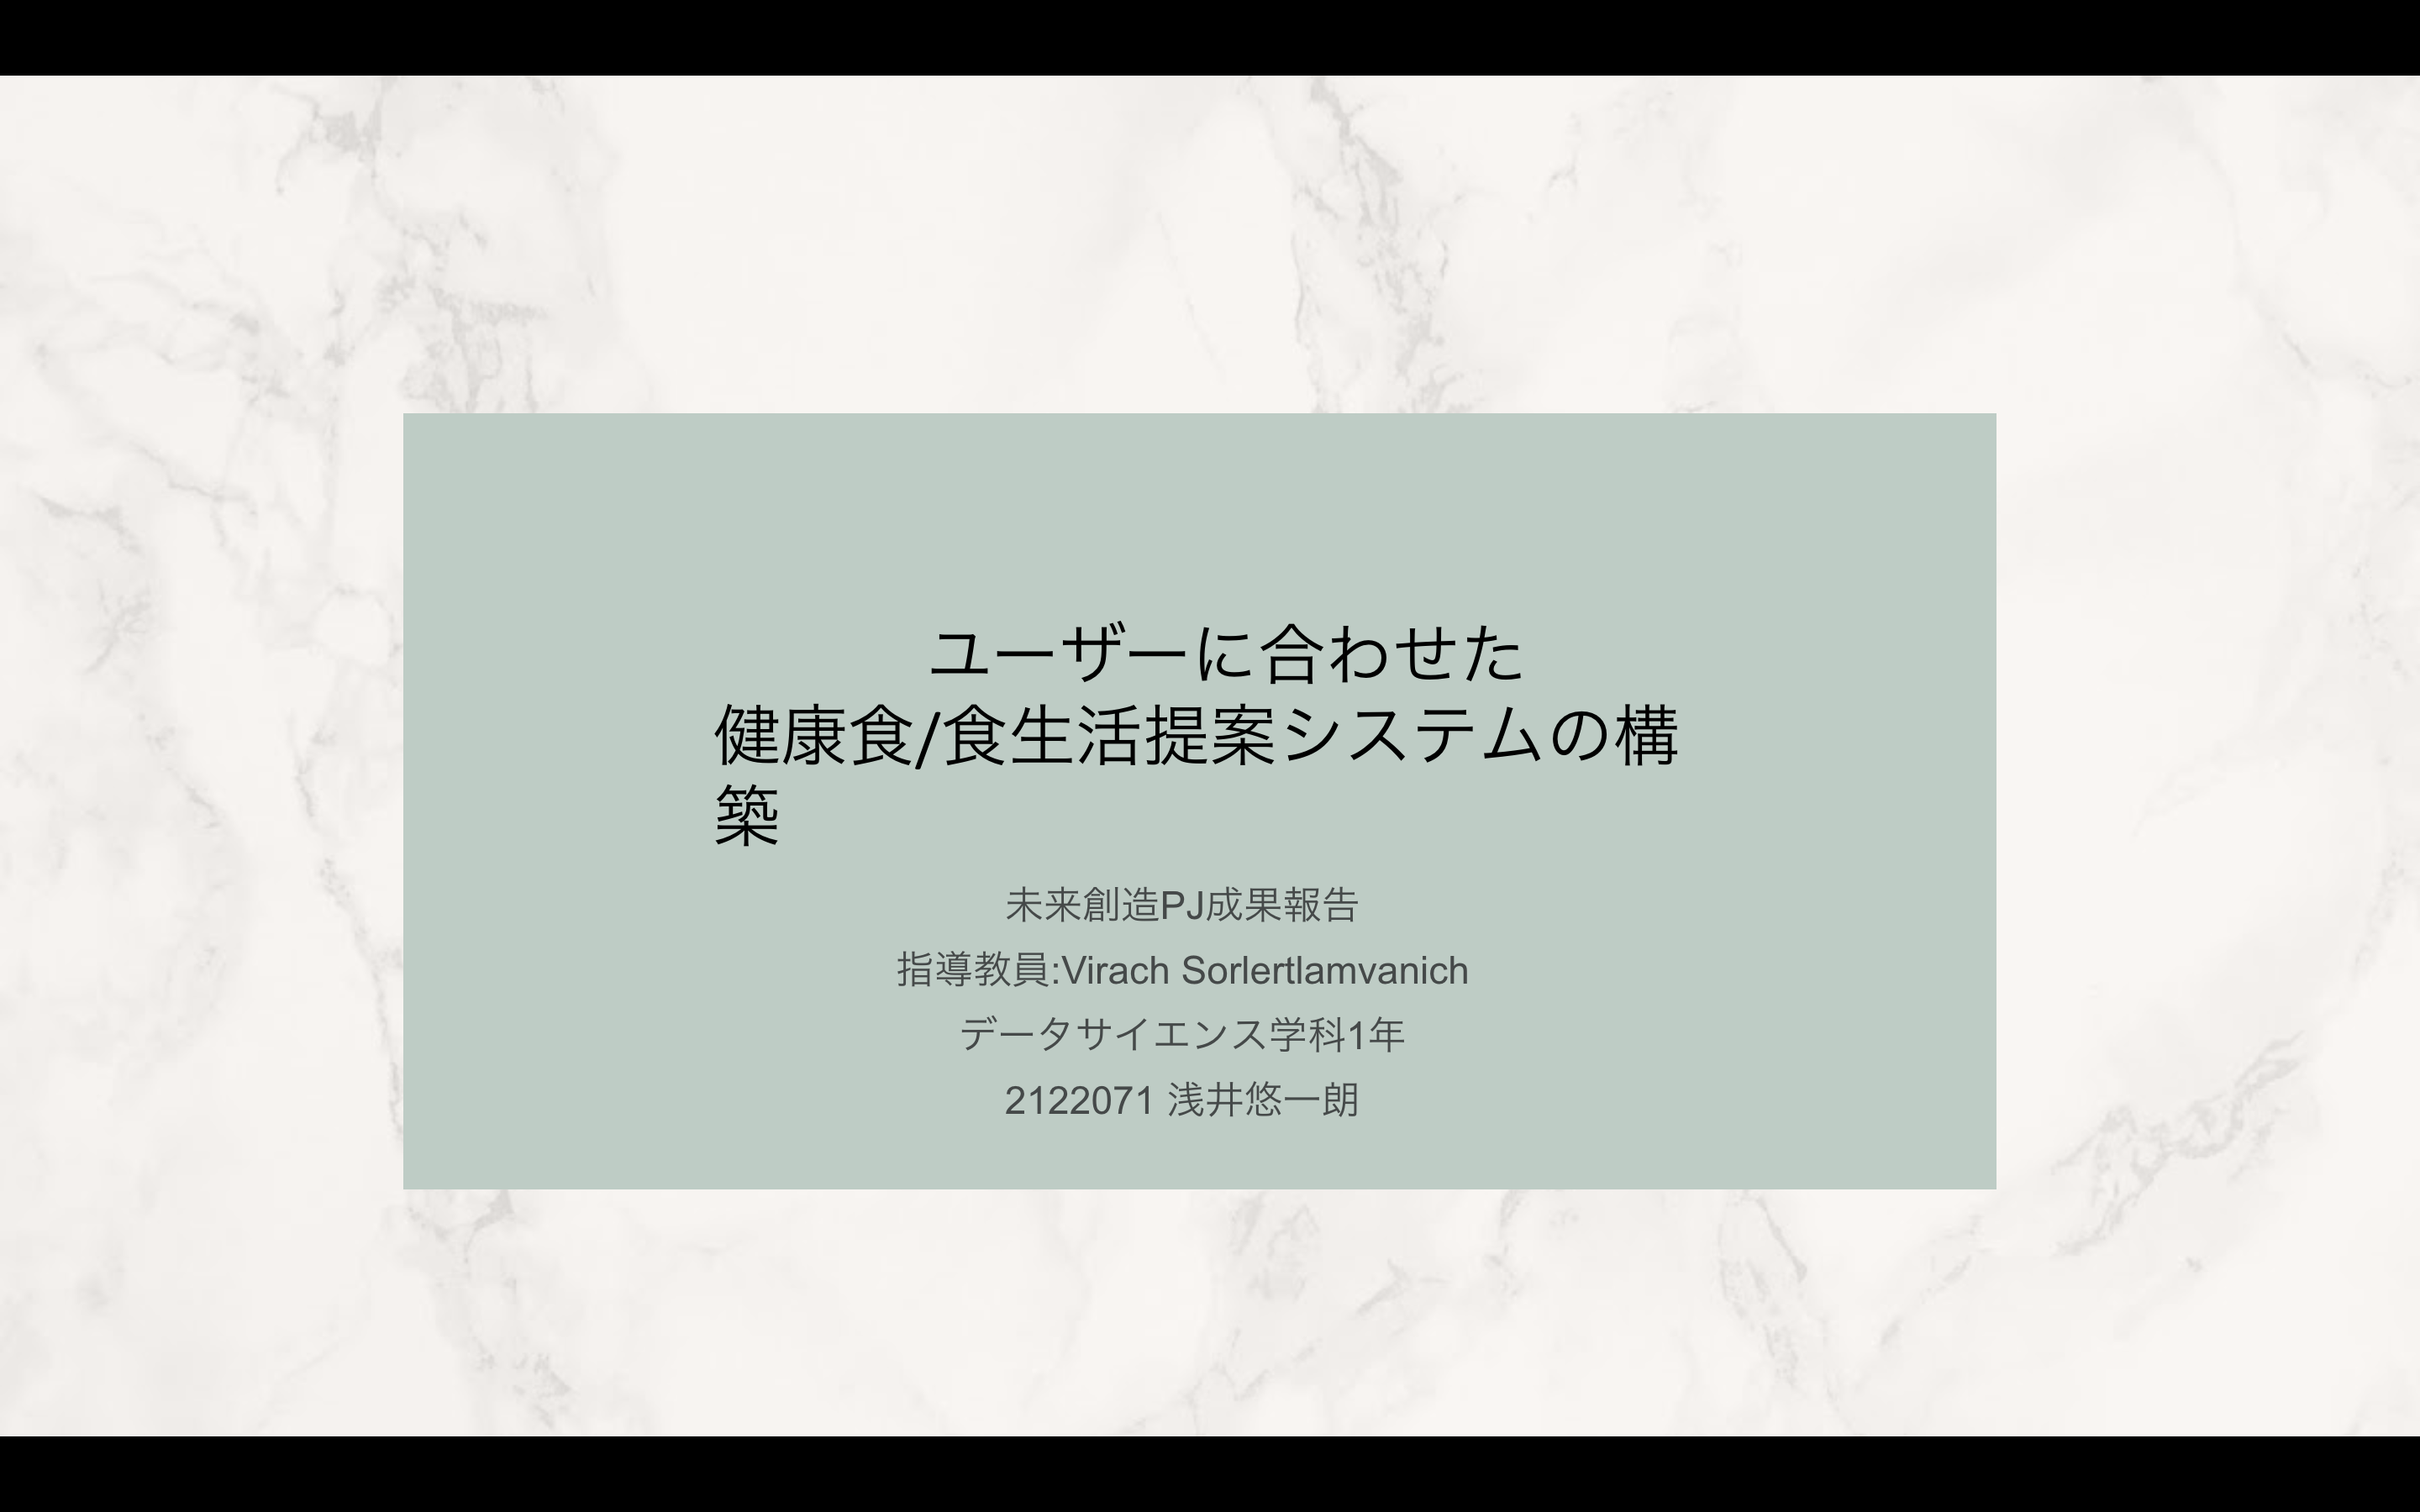 ユーザーに合わせた
健康食/食生活提案システムの構
築
未来創造PJ成果報告
指導教員:Virach Sorlertlamvanich
データサイエンス学科1年
2122071 浅井悠一朗